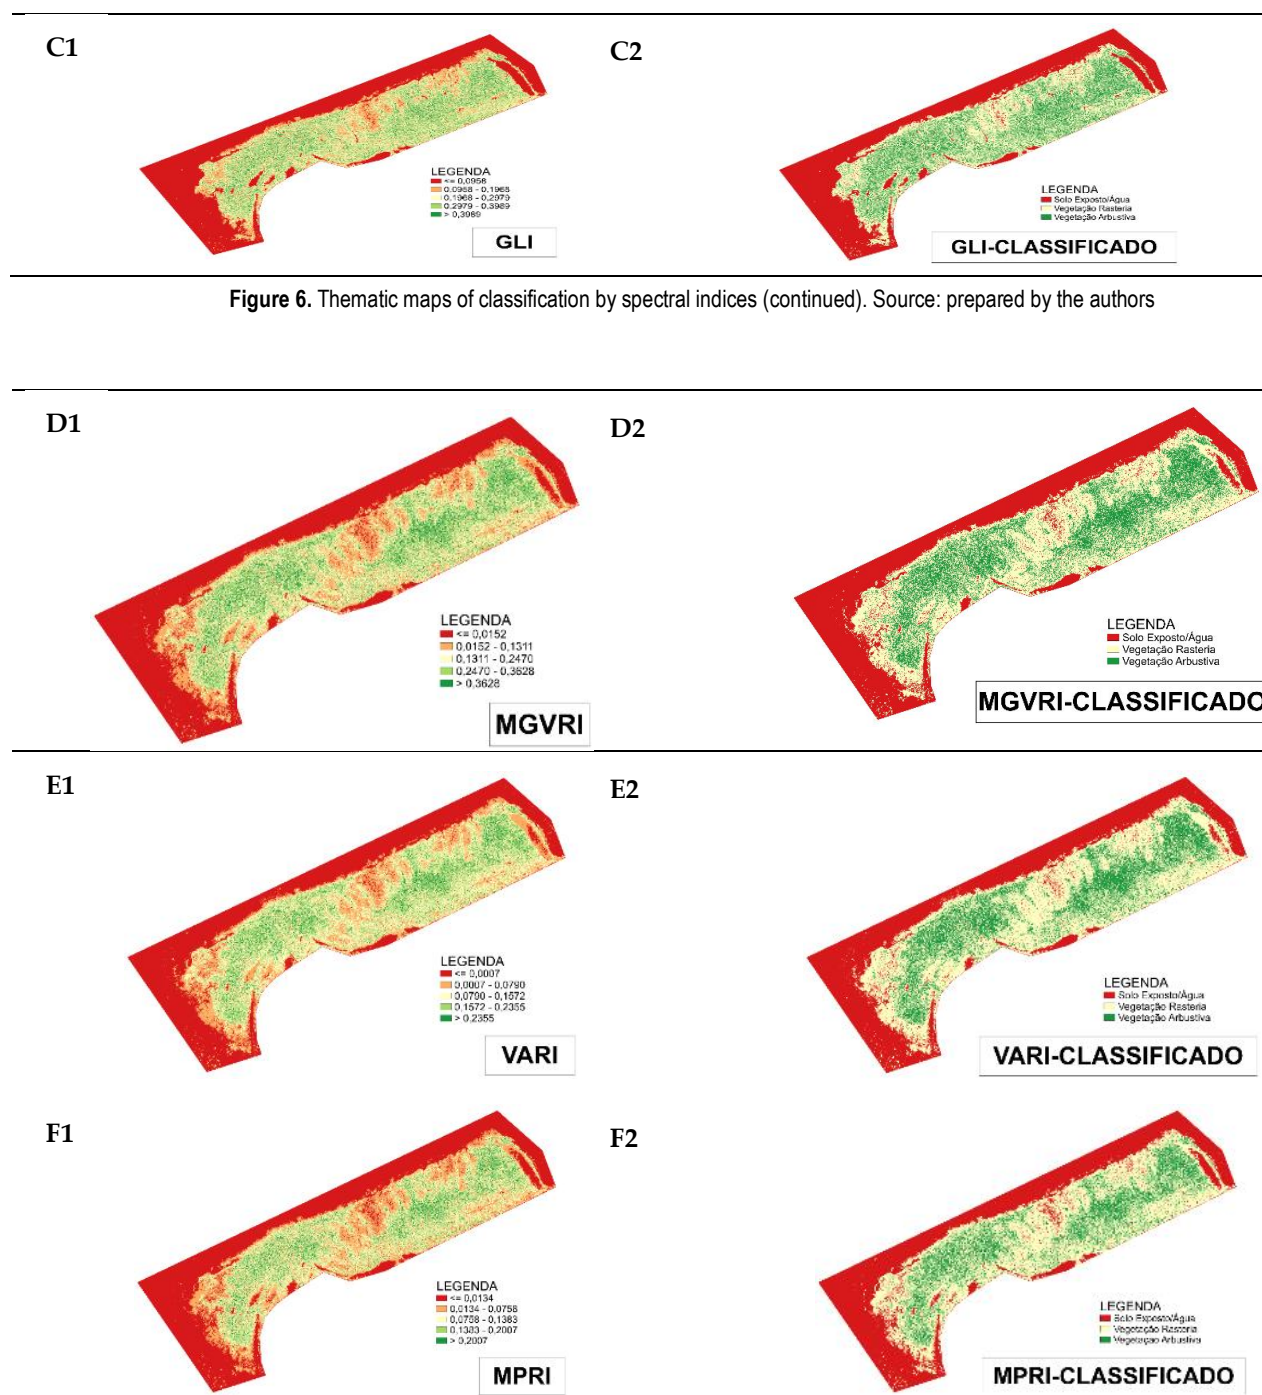 C1
C2
LEGENDA
<= 0,0958
0,0958 - 0,1968
0,1968 - 0,2979
0,2979 - 0,3989
> 0,3989
GLI
LEGENDA
Solo Exposto/Água
Vegetação Rasteria
Vegetação Arbustiva
GLI-CLASSIFICADO
Figure 6. Thematic maps of classification by spectral indices (continued). Source: prepared by the authors
D1
D2
LEGENDA
<= 0,0152
0,0152 - 0,1311
0,1311 - 0,2470
0,2470 - 0,3628
> 0,3628
MGVRI
LEGENDA
Solo Exposto/Água
Vegetação Rasteria
Vegetação Arbustiva
MGVRI-CLASSIFICADO
E1
E2
LEGENDA
<= 0,0007
0,0007 - 0,0790
0,0790 - 0,1572
0,1572 - 0,2355
> 0,2355
VARI
LEGENDA
Solo Exposto/Água
Vegetação Rasteria
Vegetação Arbustiva
VARI-CLASSIFICADO
F1
F2
LEGENDA
<= 0,0134
0,0134 - 0,0758
0,0758 - 0,1383
0,1383 - 0,2007
> 0,2007
MPRI
LEGENDA
Solo Exposto/Água
Vegetação Rasteria
Vegetação Arbustiva
MPRI-CLASSIFICADO